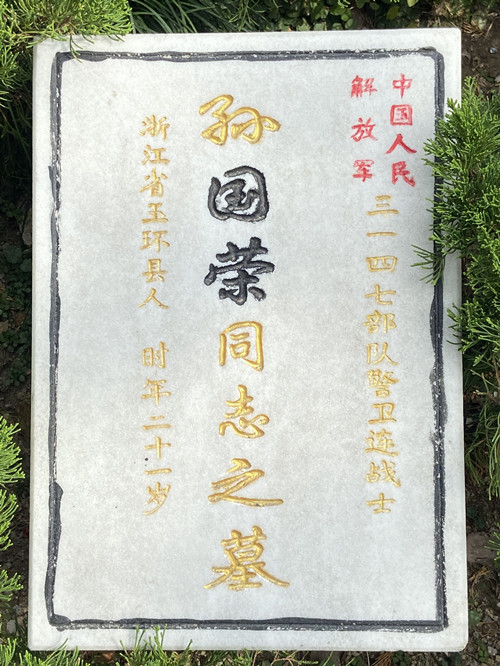 中国人民
解放军
三一四七部队警卫连战士
孙国荣同志之墓
浙江省玉环县人 时年二十一岁